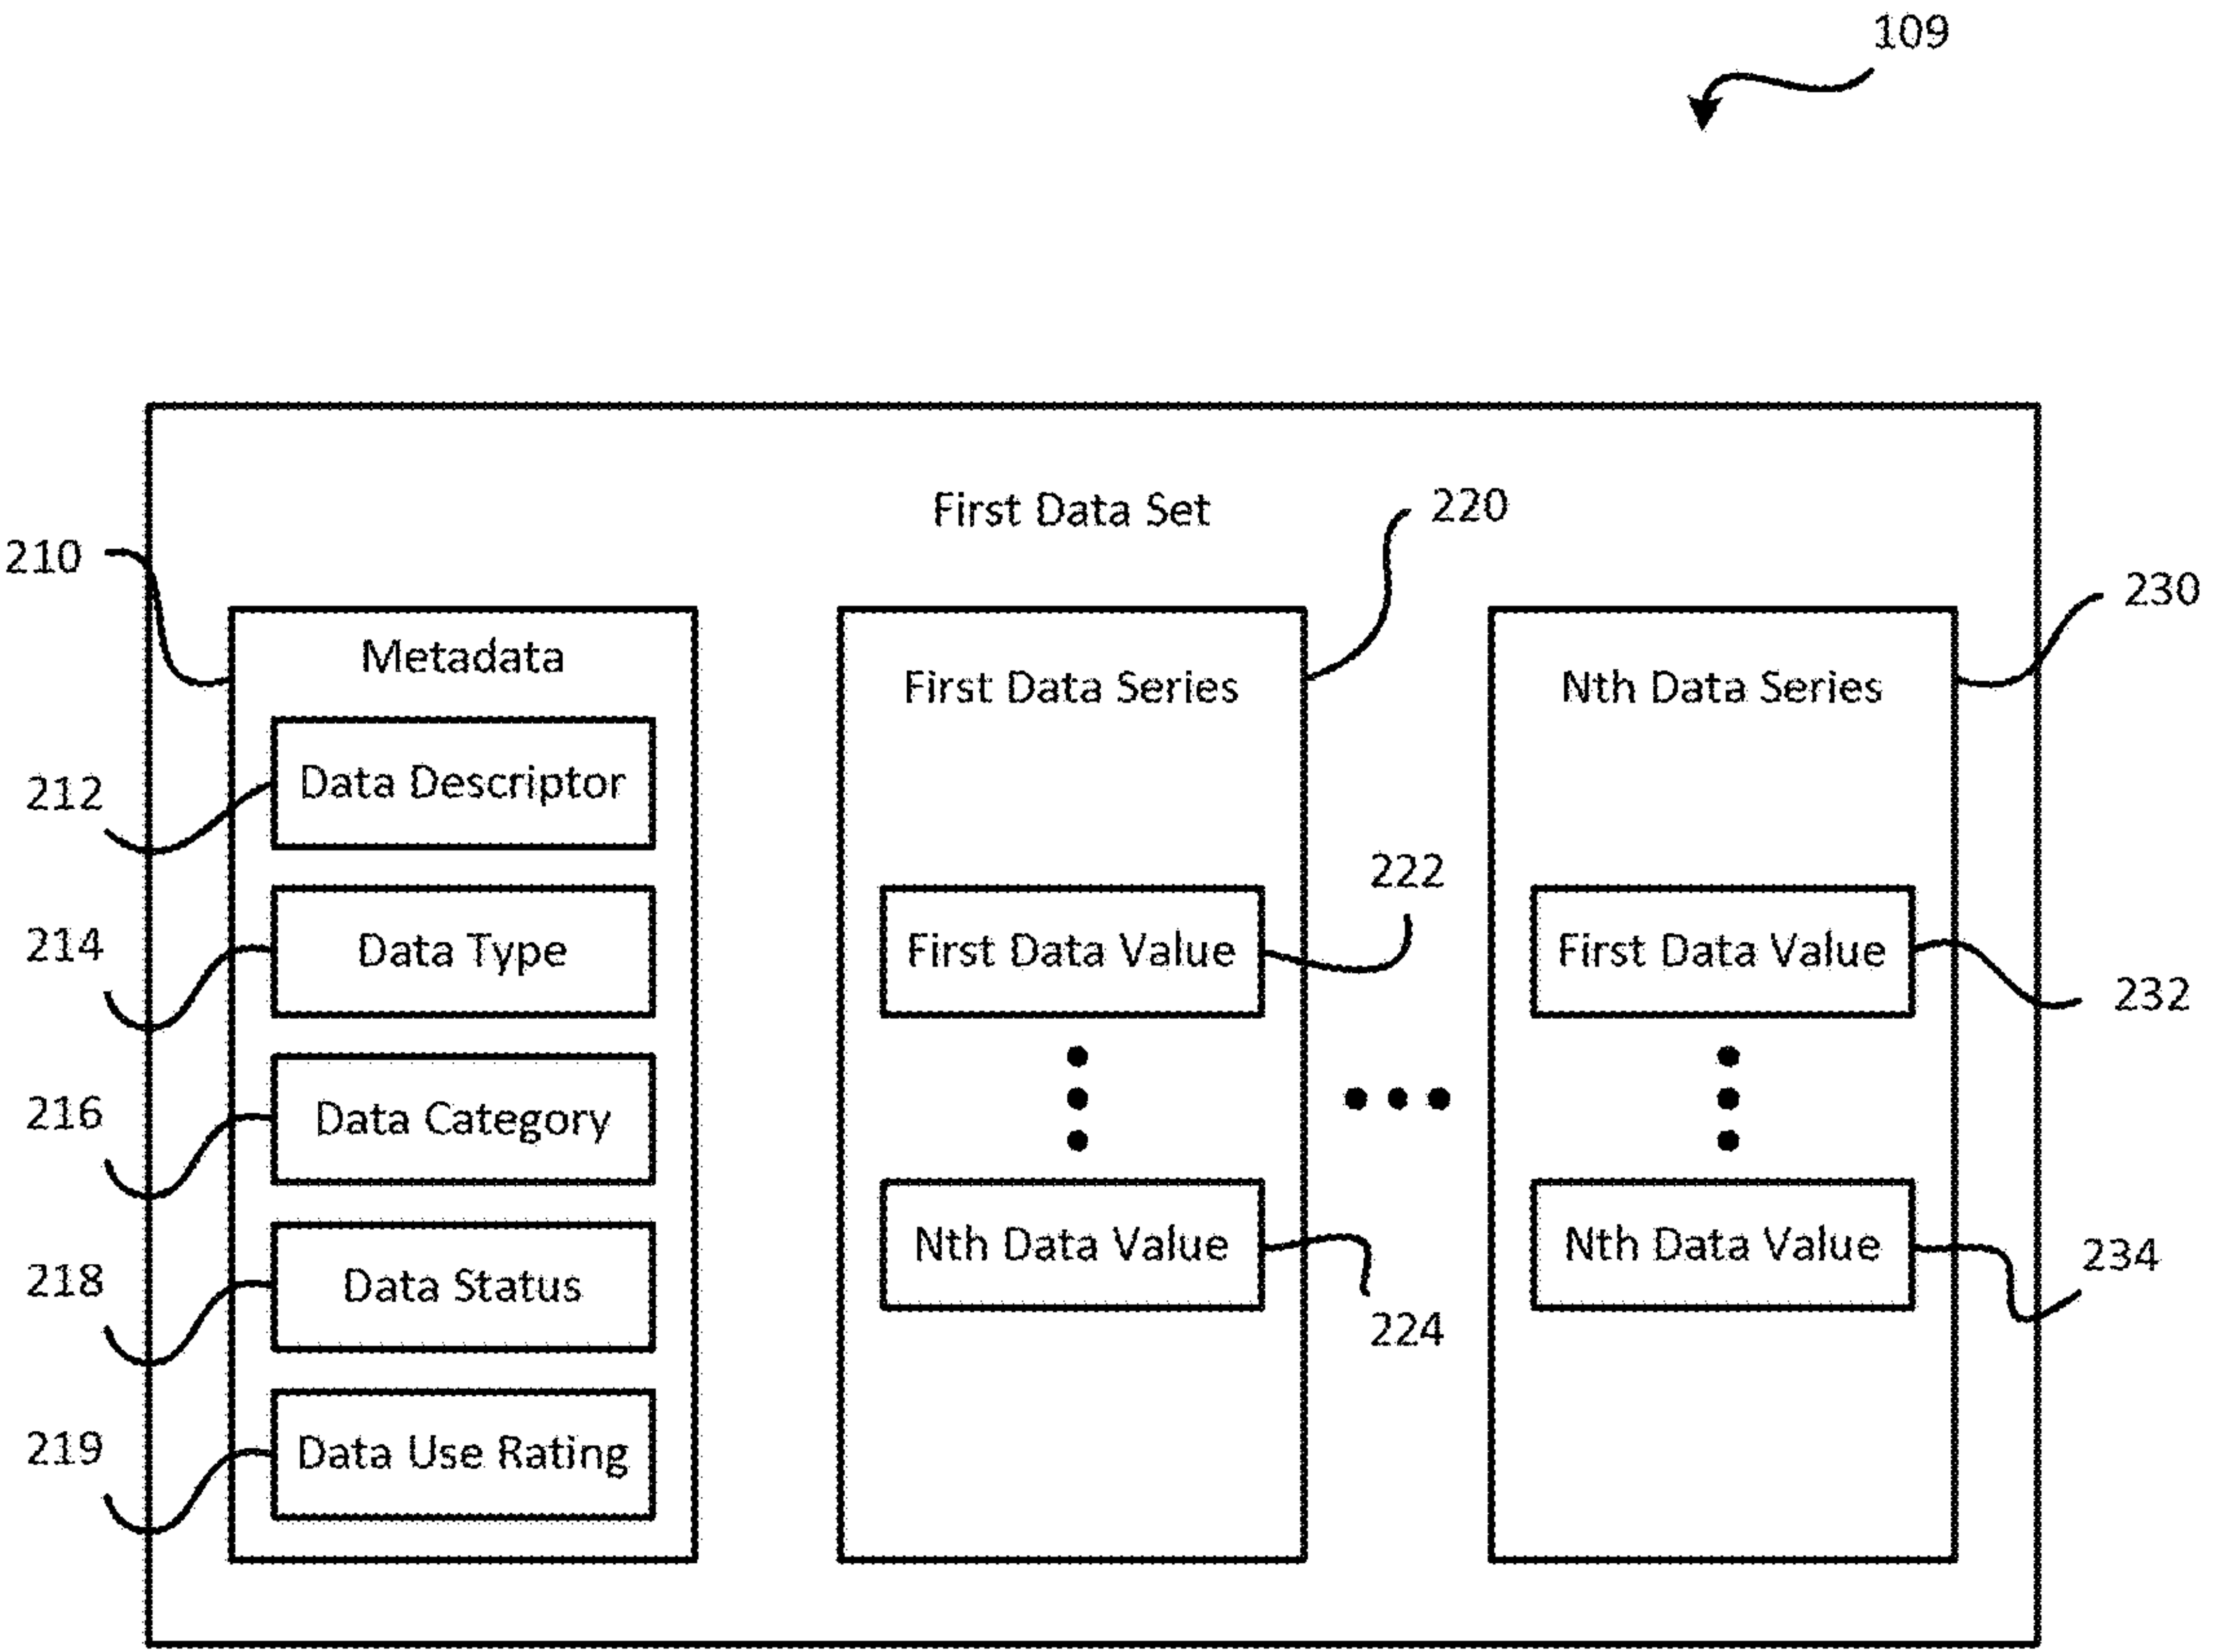 109
First Data Set
220
210
230
Metadata
First Data Series
Nth Data Series
212
Data Descriptor
222
214
Data Type
First Data Value
First Data Value
232
216
Data Category
218
Data Status
Nth Data Value
Nth Data Value
234
224
219
Data Use Rating